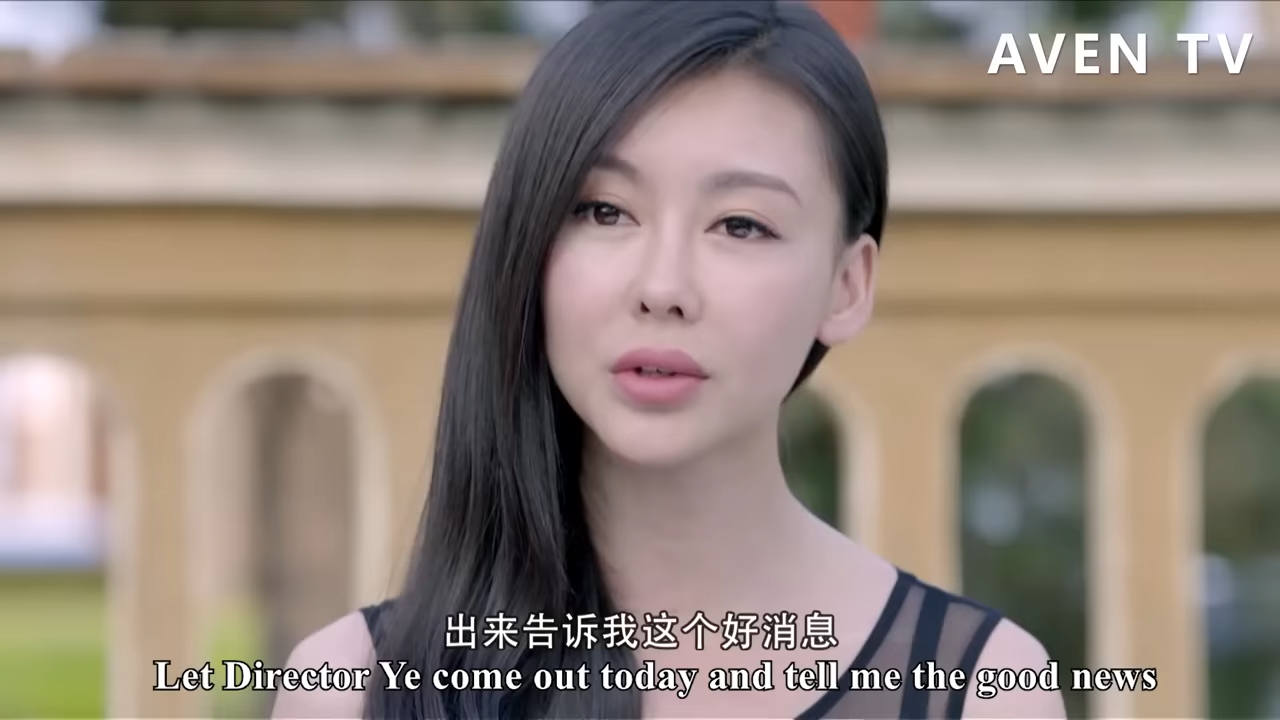 AVEN TV
出来告诉我这个好消息
Let Director Ye come out today and tell me the good news